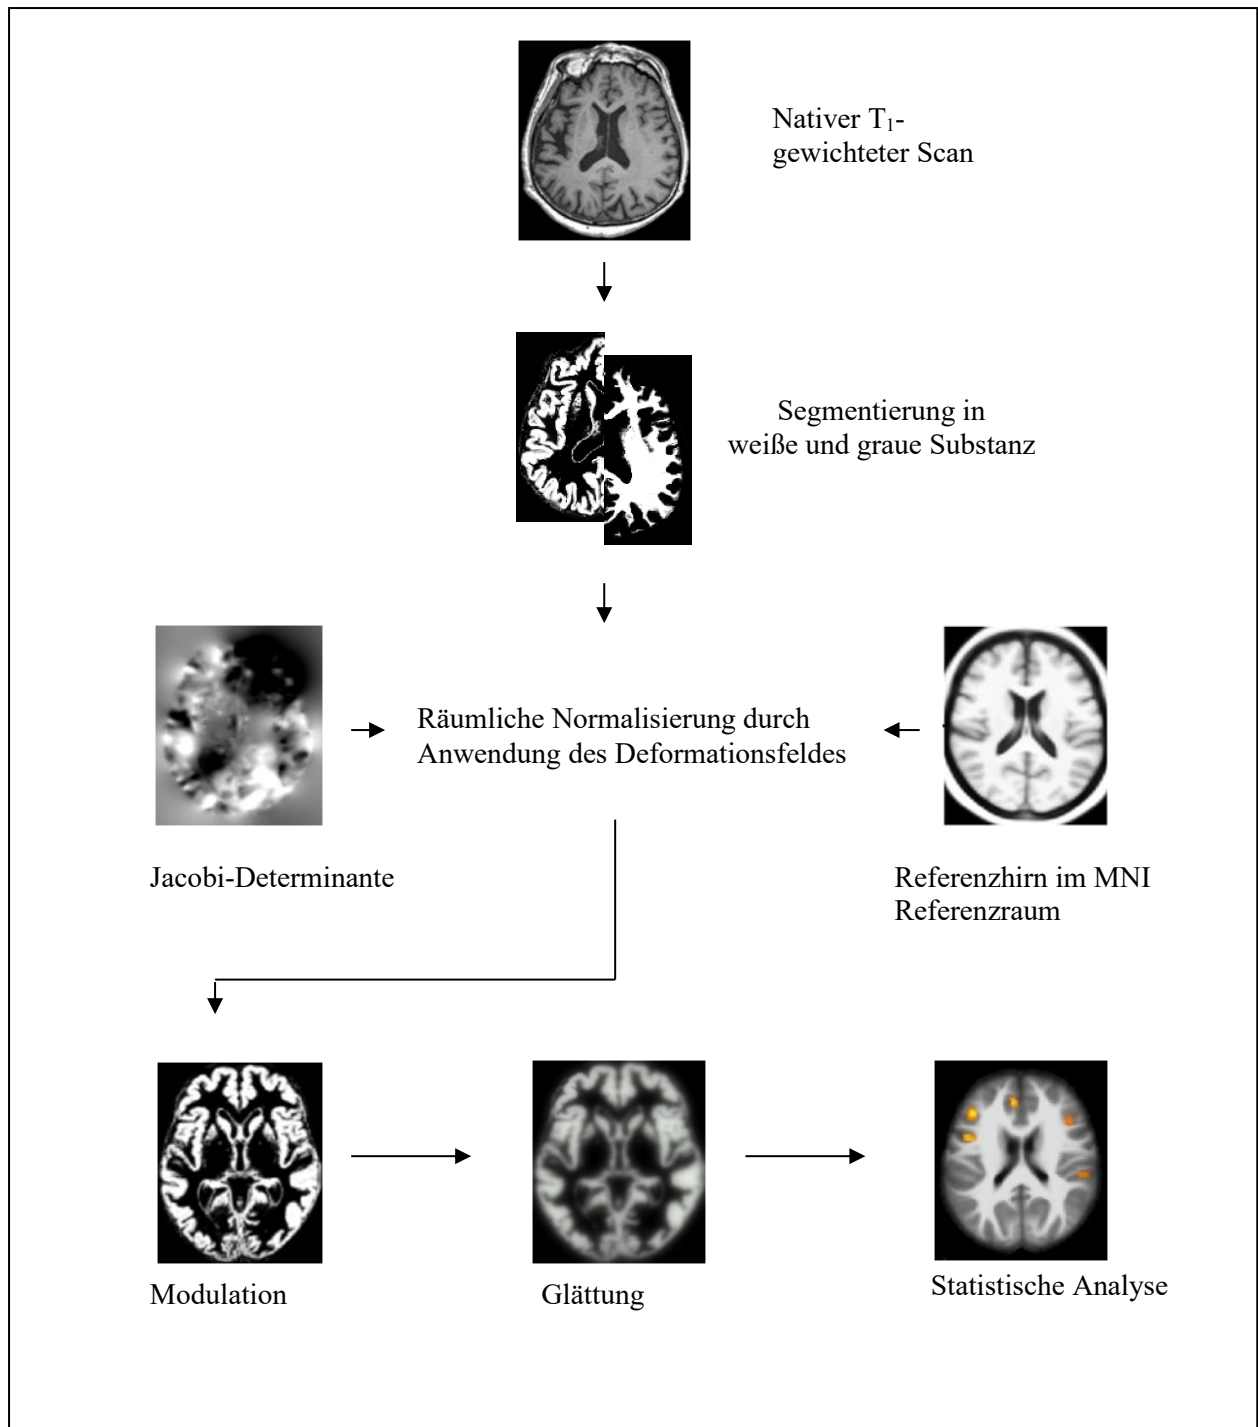 Nativer T₁-
gewichteter Scan
Segmentierung in
weiße und graue Substanz
Räumliche Normalisierung durch
Anwendung des Deformationsfeldes
Jacobi-Determinante
Referenzhirn im MNI
Referenzraum
Modulation
Glättung
Statistische Analyse